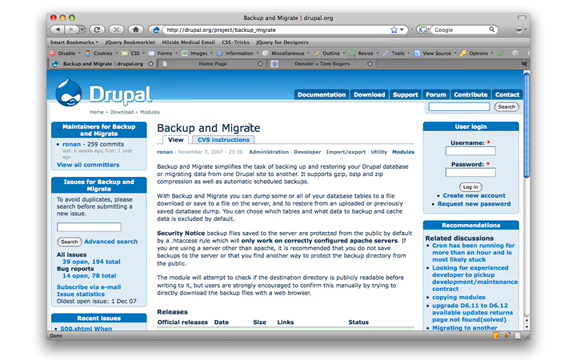 Backup and Migrate | drupal.org
http://drupal.org/project/backup_migrate
Google
Smart Bookmarks
jQuery Bookmarket
Hillside Medical Email
CSS-Tricks
jQuery for Designers
Disable
Cookies
CSS
Forms
Images
Information
Miscellaneous
Outline
Resize
Tools
View Source
Options
Backup and Migrate | drupal.org
Home Page
Donate! « Tom Rogers
Drupal
Documentation
Download
Support
Forum
Contribute
Contact
Home » Download » Modules
Search
Maintainers for Backup and Migrate
ronan - 259 commits
last: 6 weeks ago, first: 1 year ago
View all committers
Issues for Backup and Migrate
To avoid duplicates, please search before submitting a new issue.
Search
Advanced search
All issues
39 open, 194 total
Bug reports
14 open, 78 total
Subscribe via e-mail
Issue statistics
Oldest open issue: 1 Dec 07
Recent issues
500.shtml When
Backup and Migrate
View
CVS instructions
ronan - November 3, 2007 - 23:06
Administration · Developer · Import/export · Utility · Modules
Backup and Migrate simplifies the task of backing up and restoring your Drupal database
or migrating data from one Drupal site to another. It supports gzip, bzip and zip
compression as well as automatic scheduled backups.
With Backup and Migrate you can dump some or all of your database tables to a file
download or save to a file on the server, and to restore from an uploaded or previously
saved database dump. You can chose which tables and what data to backup and cache
data is excluded by default.
Security Notice backup files saved to the server are protected from the public by default
by a .htaccess rule which will only work on correctly configured apache servers. If
you are using a server other than apache, it is recommended that you do not save
backups to the server or that you find another way to protect the backup directory from
the public.
The module will attempt to check if the destination directory is publicly readable before
writing to it, but users are strongly encouraged to confirm this manually by trying to
directly download the backup files with a web browser.
Releases
Official releases Date Size Links Status
User login
Username: *
Password: *
Log in
Create new account
Request new password
Recommendations
Related discussions
Cron has been running for more than an hour and is most likely stuck
Looking for experienced developer to pickup development/maintenance contract
copying modules
upgrade D6.11 to D6.12 available updates returns page not found(solved)
Migrating to another
Done